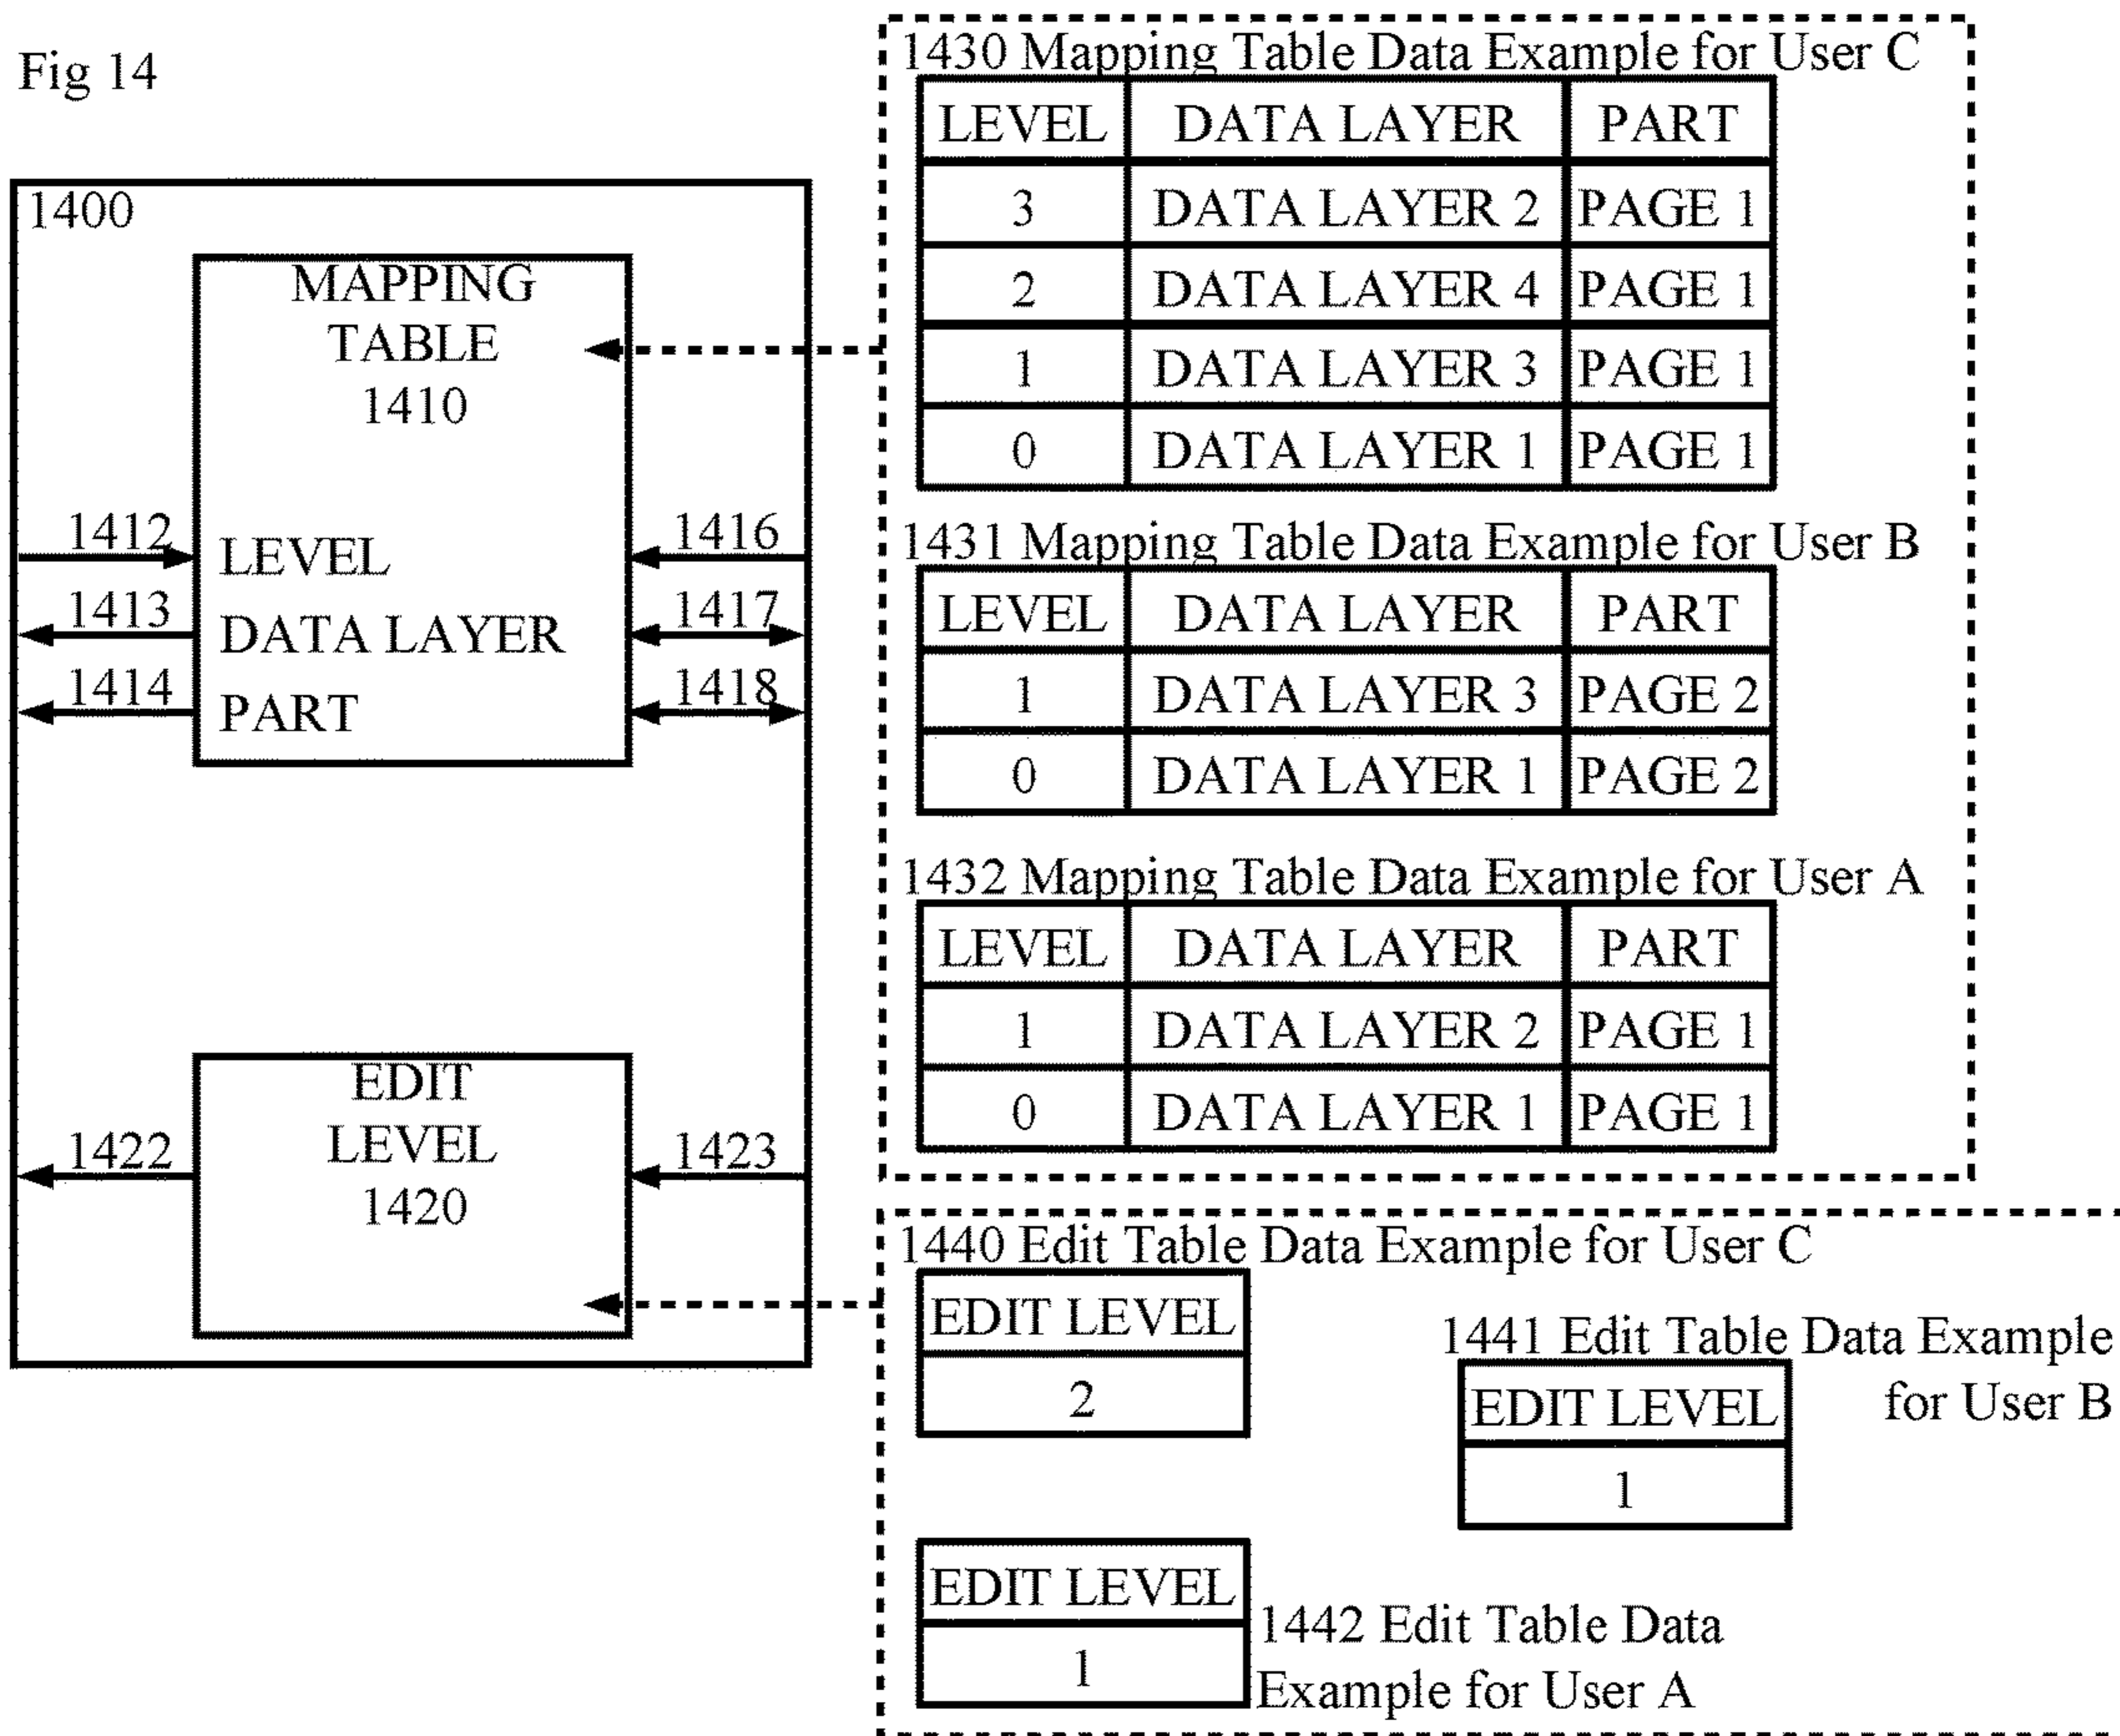 Fig 14
1400
MAPPING
TABLE
1410
1412 LEVEL 1416
1413 DATA LAYER 1417
1414 PART 1418
EDIT
LEVEL
1422 1423
1420
1430 Mapping Table Data Example for User C
LEVEL DATA LAYER PART
3 DATA LAYER 2 PAGE 1
2 DATA LAYER 4 PAGE 1
1 DATA LAYER 3 PAGE 1
0 DATA LAYER 1 PAGE 1
1431 Mapping Table Data Example for User B
LEVEL DATA LAYER PART
1 DATA LAYER 3 PAGE 2
0 DATA LAYER 1 PAGE 2
1432 Mapping Table Data Example for User A
LEVEL DATA LAYER PART
1 DATA LAYER 2 PAGE 1
0 DATA LAYER 1 PAGE 1
1440 Edit Table Data Example for User C
EDIT LEVEL
2
1441 Edit Table Data Example
for User B
EDIT LEVEL
1
EDIT LEVEL
1
1442 Edit Table Data
Example for User A